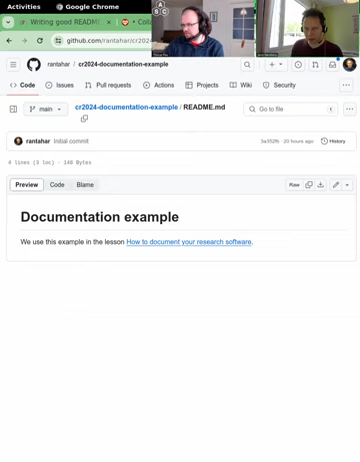 Activities
Google Chrome
Writing good README
Colla
github.com/rantahar/cr2024
A
S C
rantahar / cr2024-documentation-example
Code
Issues
Pull requests
Actions
Projects
Wiki
Security
main
cr2024-documentation-example / README.md
Go to file
t
rantahar Initial commit
3a352f · 20 hours ago
History
4 lines (3 loc) · 140 Bytes
Preview
Code
Blame
Raw
Documentation example
We use this example in the lesson How to document your research software.